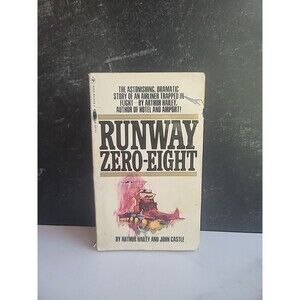 THE ASTONISHING, DRAMATIC
STORY OF AN AIRLINER TRAPPED IN
FLIGHT—BY ARTHUR HAILEY,
AUTHOR OF HOTEL AND AIRPORT!
RUNWAY
ZERO-EIGHT
BY ARTHUR HAILEY AND JOHN CASTLE